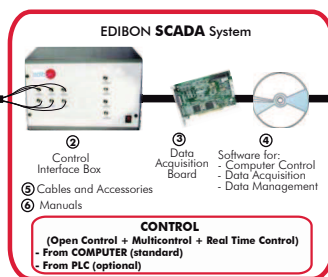 EDIBON SCADA System
② Control Interface Box
③ Data Acquisition Board
④ Software for:
- Computer Control
- Data Acquisition
- Data Management
⑤ Cables and Accessories
⑥ Manuals
CONTROL
(Open Control + Multicontrol + Real Time Control)
- From COMPUTER (standard)
- From PLC (optional)